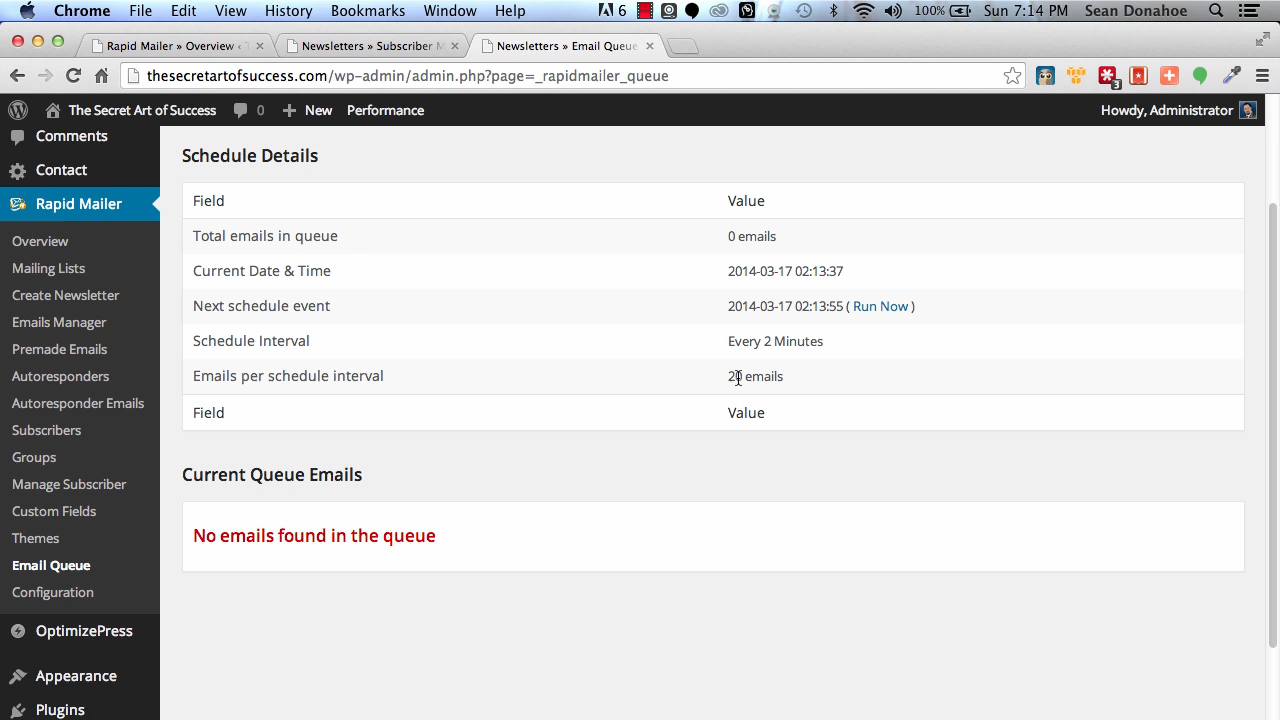 Chrome File Edit View History Bookmarks Window Help 6 100% Sun 7:14 PM Sean Donahoe
Rapid Mailer » Overview ‹ T Newsletters » Subscriber M Newsletters » Email Queue
thesecretartofsuccess.com/wp-admin/admin.php?page=_rapidmailer_queue 3
The Secret Art of Success 0 New Performance Howdy, Administrator
Comments
Contact
Rapid Mailer
Overview
Mailing Lists
Create Newsletter
Emails Manager
Premade Emails
Autoresponders
Autoresponder Emails
Subscribers
Groups
Manage Subscriber
Custom Fields
Themes
Email Queue
Configuration
OptimizePress
Appearance
Plugins
Schedule Details
Field Value
Total emails in queue 0 emails
Current Date & Time 2014-03-17 02:13:37
Next schedule event 2014-03-17 02:13:55 ( Run Now )
Schedule Interval Every 2 Minutes
Emails per schedule interval emails
Field Value
Current Queue Emails
No emails found in the queue